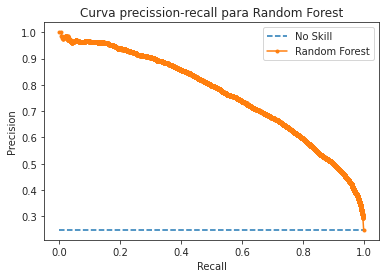 Curva precission-recall para Random Forest
No Skill
Random Forest
Precision
1.0
0.9
0.8
0.7
0.6
0.5
0.4
0.3
0.0 0.2 0.4 0.6 0.8 1.0
Recall